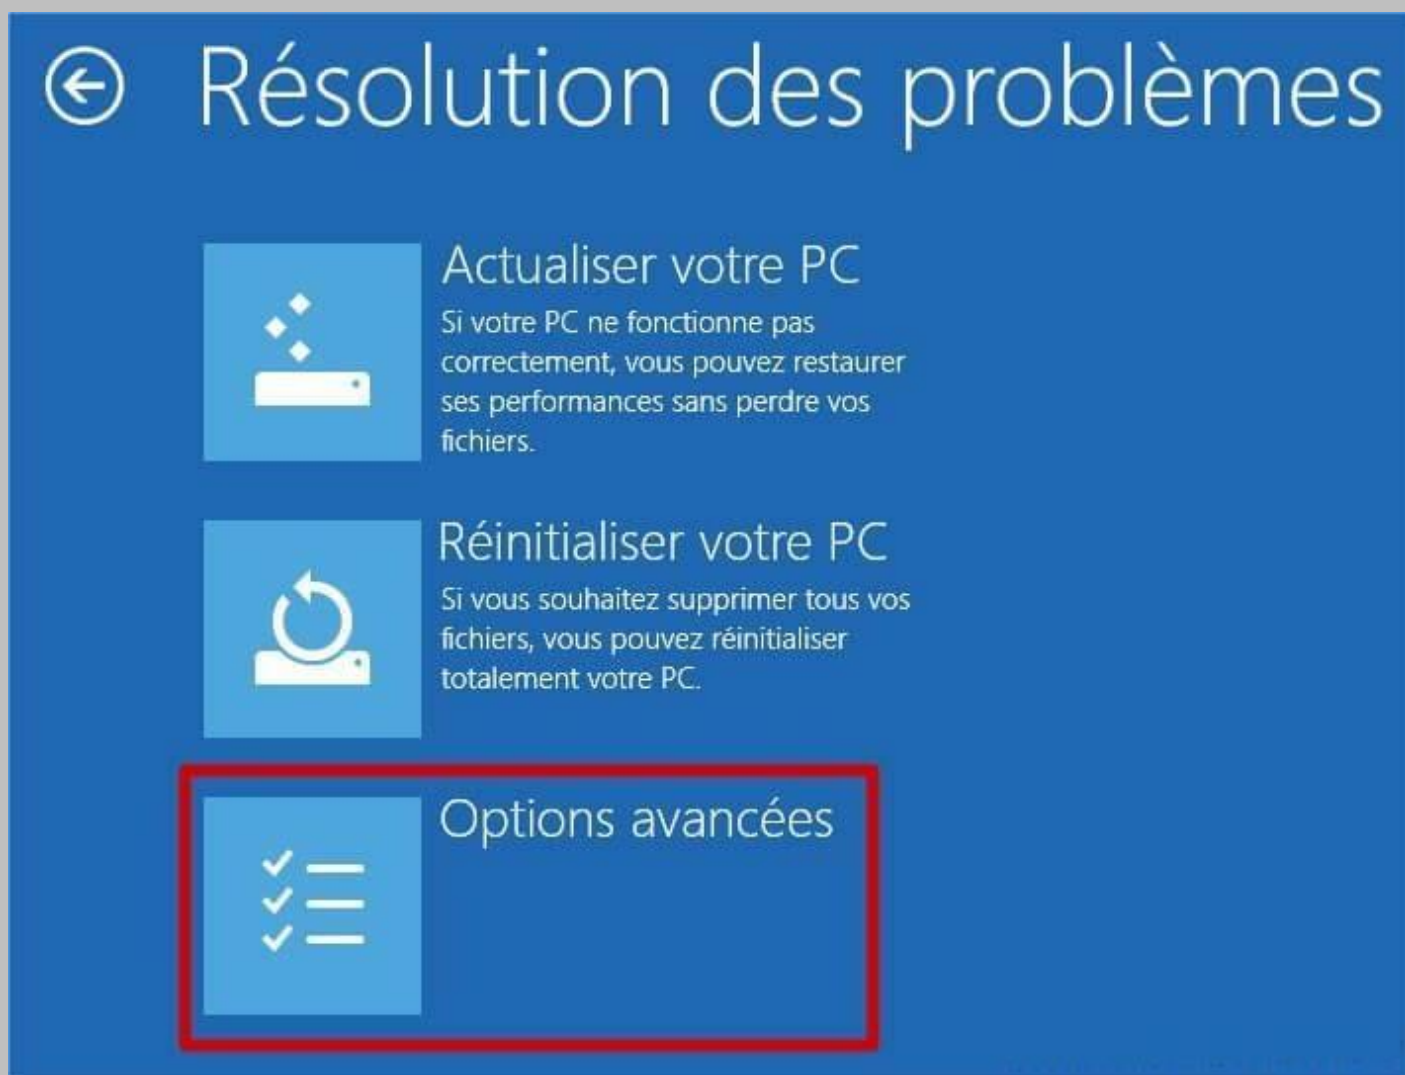 Résolution des problèmes
Actualiser votre PC
Si votre PC ne fonctionne pas
correctement, vous pouvez restaurer
ses performances sans perdre vos
fichiers.
Réinitialiser votre PC
Si vous souhaitez supprimer tous vos
fichiers, vous pouvez réinitialiser
totalement votre PC.
Options avancées